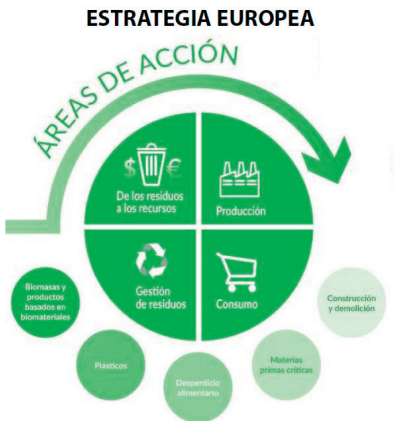 ESTRATEGIA EUROPEA
ÁREAS DE ACCIÓN
$ €
De los residuos
a los recursos
Producción
Gestión
de residuos
Consumo
Biomasas y
productos
basados en
biomateriales
Plásticos
Desperdicio
alimentario
Materias
primas críticas
Construcción
y demolición